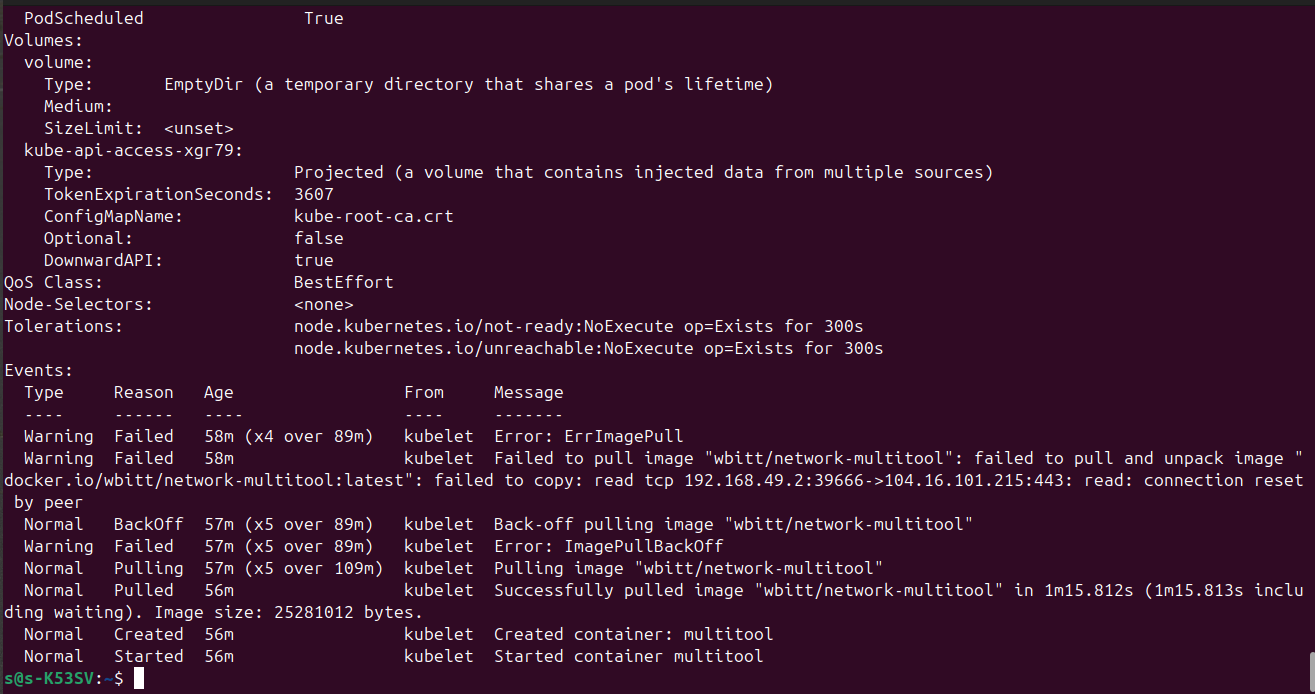 PodScheduled                True
Volumes:
  volume:
    Type:       EmptyDir (a temporary directory that shares a pod's lifetime)
    Medium:
    SizeLimit:  <unset>
  kube-api-access-xgr79:
    Type:                    Projected (a volume that contains injected data from multiple sources)
    TokenExpirationSeconds:  3607
    ConfigMapName:           kube-root-ca.crt
    Optional:                false
    DownwardAPI:             true
QoS Class:                   BestEffort
Node-Selectors:              <none>
Tolerations:                 node.kubernetes.io/not-ready:NoExecute op=Exists for 300s
                             node.kubernetes.io/unreachable:NoExecute op=Exists for 300s
Events:
  Type     Reason   Age                 From     Message
  ----     ------   ----                ----     -------
  Warning  Failed   58m (x4 over 89m)   kubelet  Error: ErrImagePull
  Warning  Failed   58m                 kubelet  Failed to pull image "wbitt/network-multitool": failed to pull and unpack image "
docker.io/wbitt/network-multitool:latest": failed to copy: read tcp 192.168.49.2:39666->104.16.101.215:443: read: connection reset
 by peer
  Normal   BackOff  57m (x5 over 89m)   kubelet  Back-off pulling image "wbitt/network-multitool"
  Warning  Failed   57m (x5 over 89m)   kubelet  Error: ImagePullBackOff
  Normal   Pulling  57m (x5 over 109m)  kubelet  Pulling image "wbitt/network-multitool"
  Normal   Pulled   56m                 kubelet  Successfully pulled image "wbitt/network-multitool" in 1m15.812s (1m15.813s inclu
ding waiting). Image size: 25281012 bytes.
  Normal   Created  56m                 kubelet  Created container: multitool
  Normal   Started  56m                 kubelet  Started container multitool
s@s-K53SV:~$